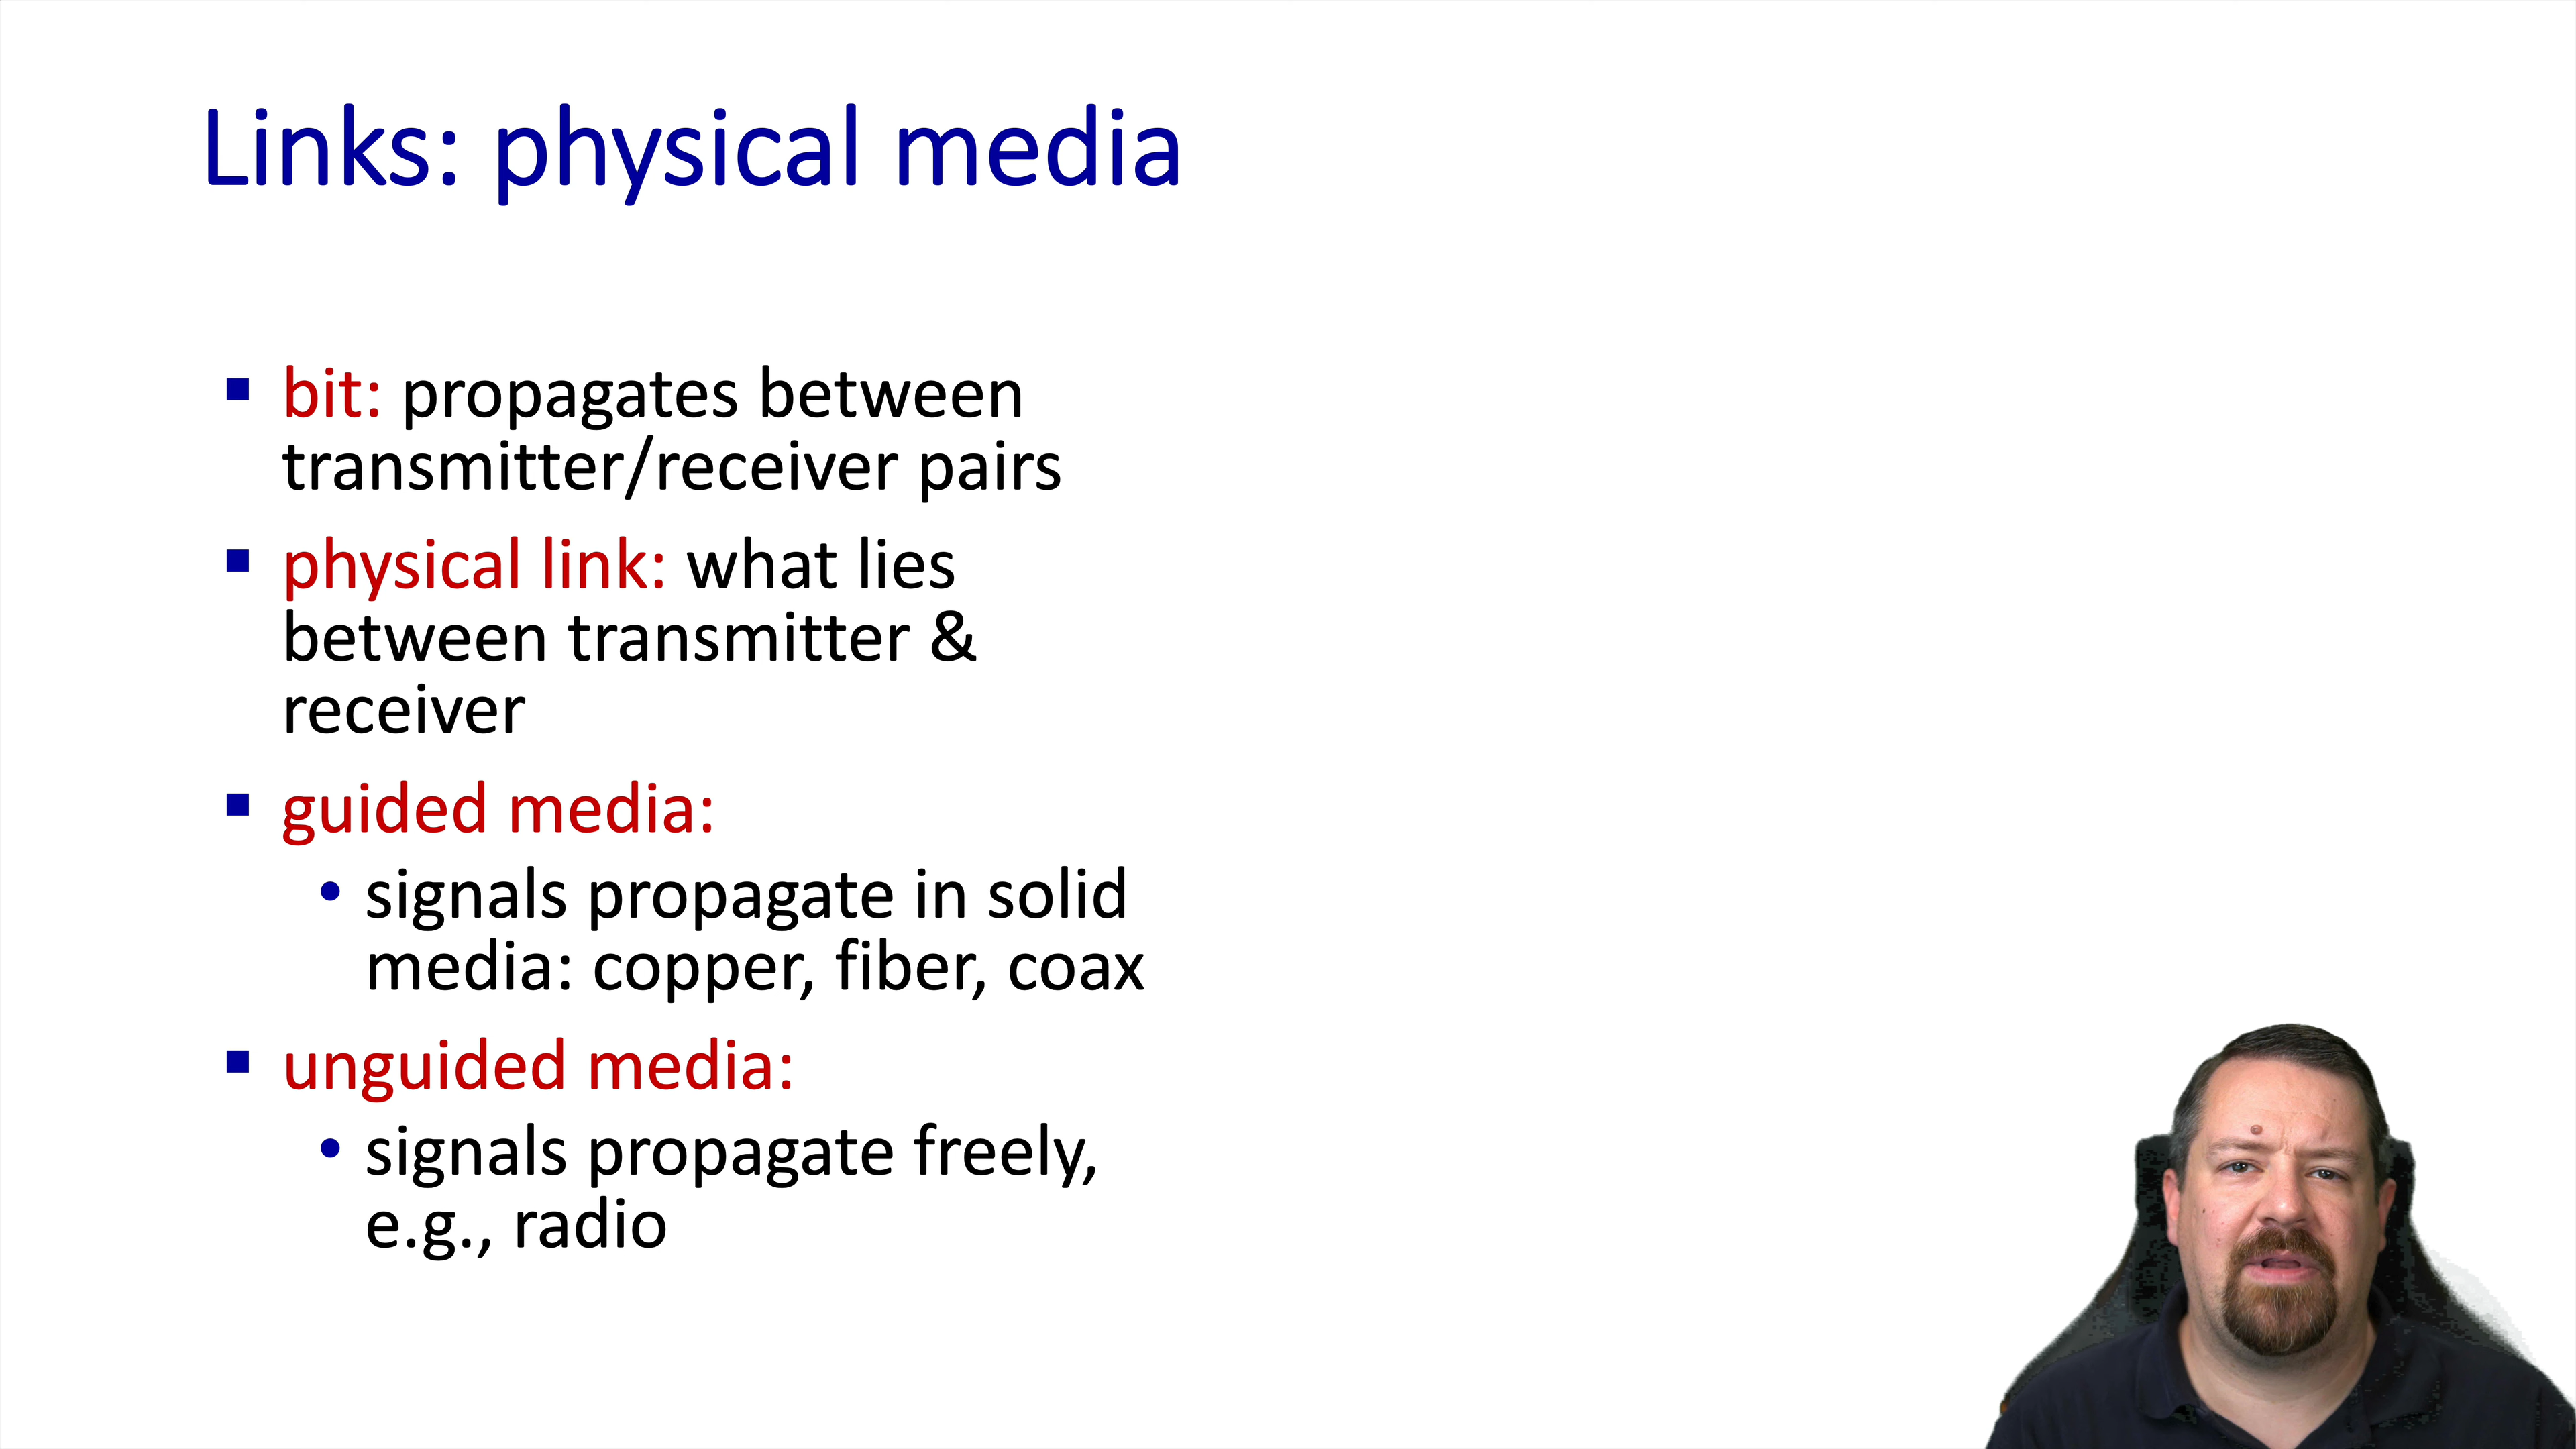 Links: physical media
bit: propagates between
transmitter/receiver pairs
physical link: what lies
between transmitter &
receiver
guided media:
signals propagate in solid
media: copper, fiber, coax
unguided media:
signals propagate freely,
e.g., radio